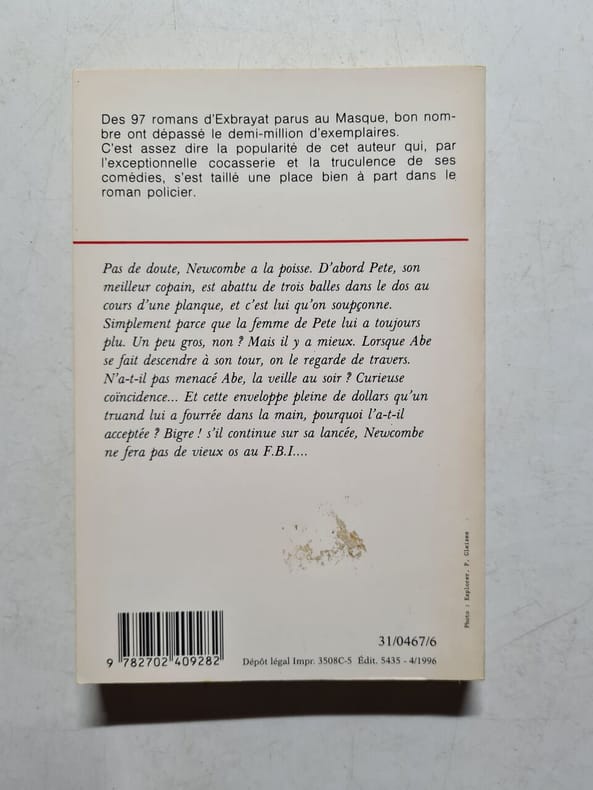 Des 97 romans d'Exbrayat parus au Masque, bon nom-
bre ont dépassé le demi-million d'exemplaires.
C'est assez dire la popularité de cet auteur qui, par
l'exceptionnelle cocasserie et la truculence de ses
comédies, s'est taillé une place bien à part dans le
roman policier.
Pas de doute, Newcombe a la poisse. D'abord Pete, son
meilleur copain, est abattu de trois balles dans le dos au
cours d'une planque, et c'est lui qu'on soupçonne.
Simplement parce que la femme de Pete lui a toujours
plu. Un peu gros, non ? Mais il y a mieux. Lorsque Abe
se fait descendre à son tour, on le regarde de travers.
N'a-t-il pas menacé Abe, la veille au soir ? Curieuse
coïncidence... Et cette enveloppe pleine de dollars qu'un
truand lui a fourrée dans la main, pourquoi l'a-t-il
acceptée ? Bigre ! s'il continue sur sa lancée, Newcombe
ne fera pas de vieux os au F.B.I....
Photo : Explorer, P. Gleizes
31/0467/6
9 782702 409282
Dépôt légal Impr. 3508C-5 Édit. 5435 - 4/1996